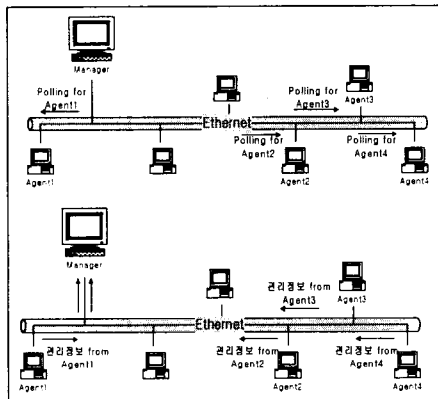 Manager
Polling for
Agent1
Polling for
Agent3
Agent3
Ethernet
Polling for
Agent2
Polling for
Agent4
Agent1
Agent2
Agent4
Manager
관리정보 from
Agent3
Agent3
Ethernet
관리정보 from
Agent1
관리정보 from
Agent2
관리정보 from
Agent4
Agent1
Agent2
Agent4